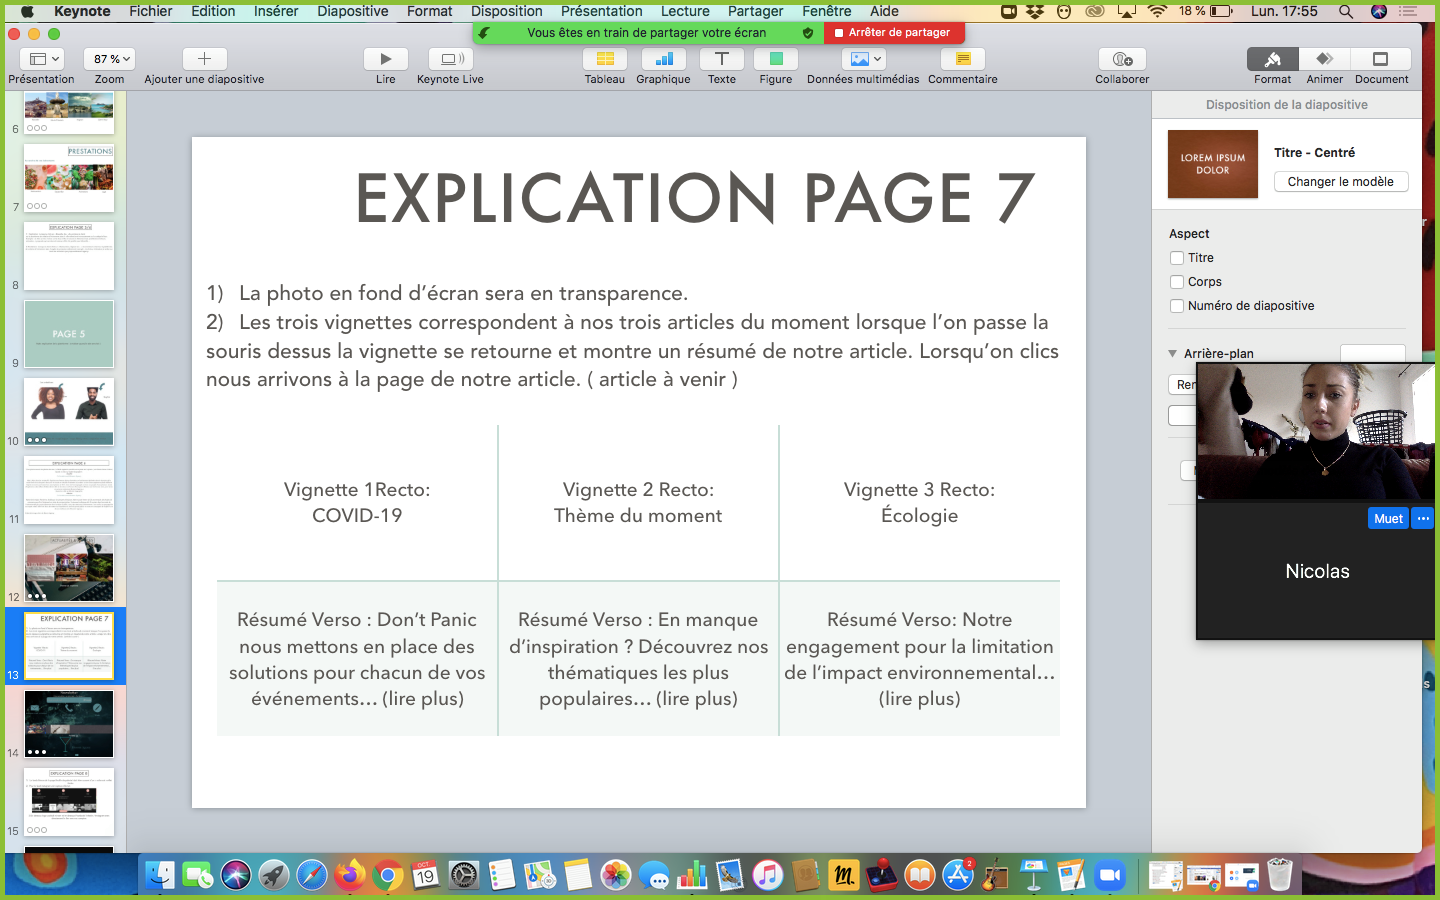 Keynote Fichier Edition Insérer Diapositive Format Disposition Présentation Lecture Partager Fenêtre Aide 18 % Lun. 17:55
Vous êtes en train de partager votre écran
Arrêter de partager
87 %
Présentation Zoom Ajouter une diapositive Lire Keynote Live Tableau Graphique Texte Figure Données multimédias Commentaire Collaborer Format Animer Document
6
PRESTATIONS
7
EXPLICATION PAGE
8
PAGE 5
9
10
EXPLICATION PAGE 6
11
12
EXPLICATION PAGE 7
13
14
EXPLICATION PAGE 8
15
EXPLICATION PAGE 7
1) La photo en fond d’écran sera en transparence.
2) Les trois vignettes correspondent à nos trois articles du moment lorsque l’on passe la
souris dessus la vignette se retourne et montre un résumé de notre article. Lorsqu’on clics
nous arrivons à la page de notre article. ( article à venir )
Vignette 1Recto:
COVID-19
Vignette 2 Recto:
Thème du moment
Vignette 3 Recto:
Écologie
Résumé Verso : Don’t Panic
nous mettons en place des
solutions pour chacun de vos
événements… (lire plus)
Résumé Verso : En manque
d’inspiration ? Découvrez nos
thématiques les plus
populaires… (lire plus)
Résumé Verso: Notre
engagement pour la limitation
de l’impact environnemental…
(lire plus)
Disposition de la diapositive
LOREM IPSUM
DOLOR
Titre - Centré
Changer le modèle
Aspect
Titre
Corps
Numéro de diapositive
Arrière-plan
Muet
Nicolas
OCT.
19
2